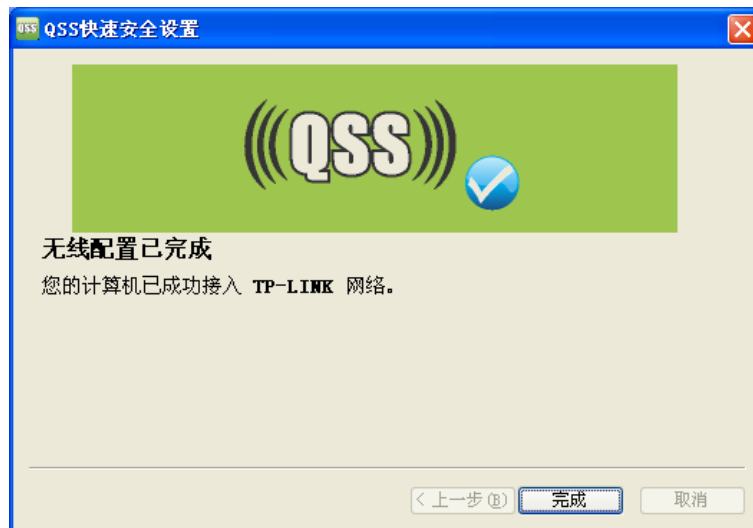 QSS QSS快速安全设置
(((QSS)))
无线配置已完成
您的计算机已成功接入 TP-LINK 网络。
< 上一步(B) 完成 取消